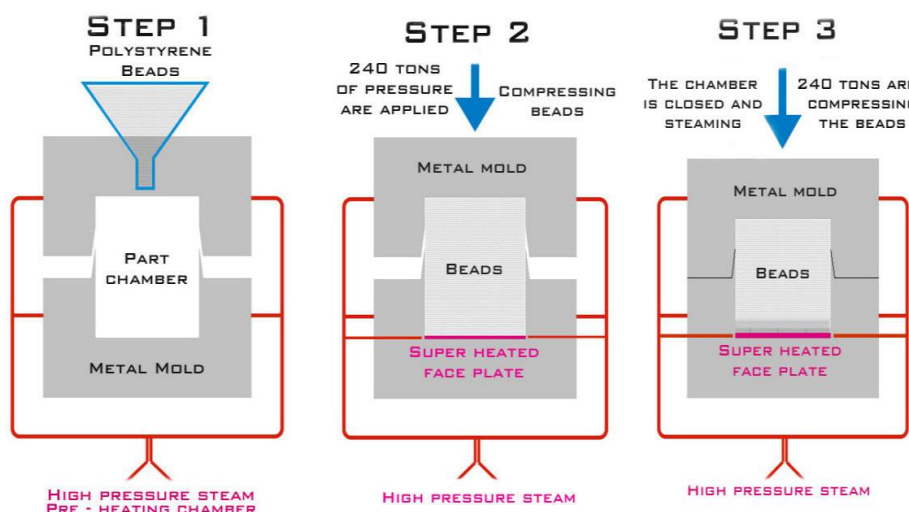 STEP 1
POLYSTYRENE
BEADS
PART
CHAMBER
METAL MOLD
HIGH PRESSURE STEAM
PRE - HEATING CHAMBER
STEP 2
240 TONS
OF PRESSURE
ARE APPLIED
COMPRESSING
BEADS
METAL MOLD
BEADS
SUPER HEATED
FACE PLATE
HIGH PRESSURE STEAM
STEP 3
THE CHAMBER
IS CLOSED AND
STEAMING
240 TONS ARE
COMPRESSING
THE BEADS
METAL MOLD
BEADS
SUPER HEATED
FACE PLATE
HIGH PRESSURE STEAM